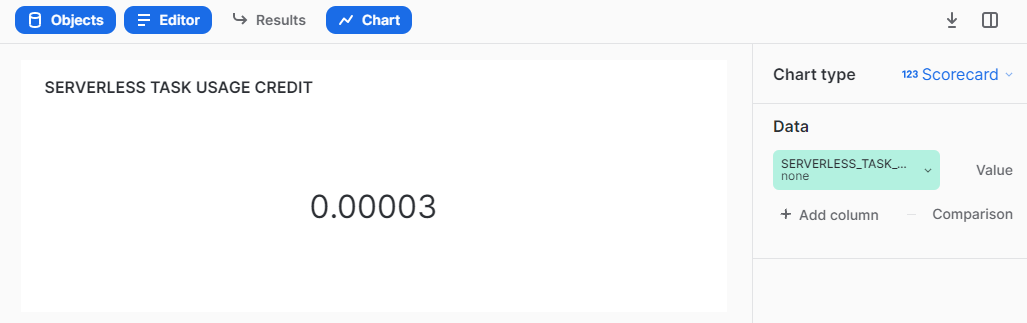 Objects Editor Results Chart
SERVERLESS TASK USAGE CREDIT
0.00003
Chart type 123 Scorecard
Data
SERVERLESS_TASK_...
none
Value
+ Add column — Comparison